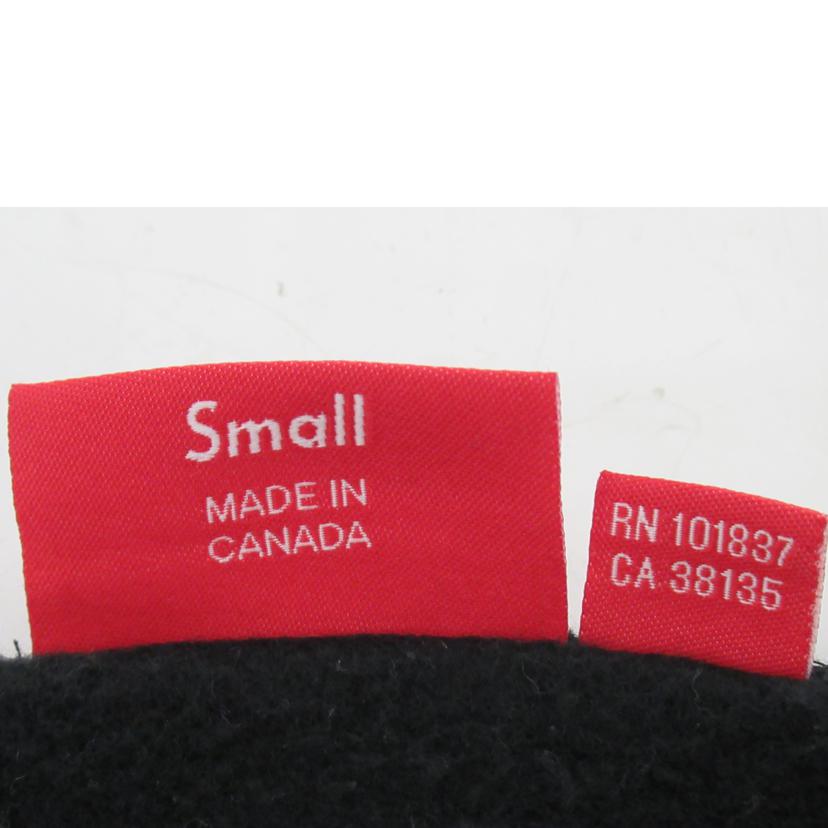 Small
MADE IN
CANADA
RN 101837
CA 38135